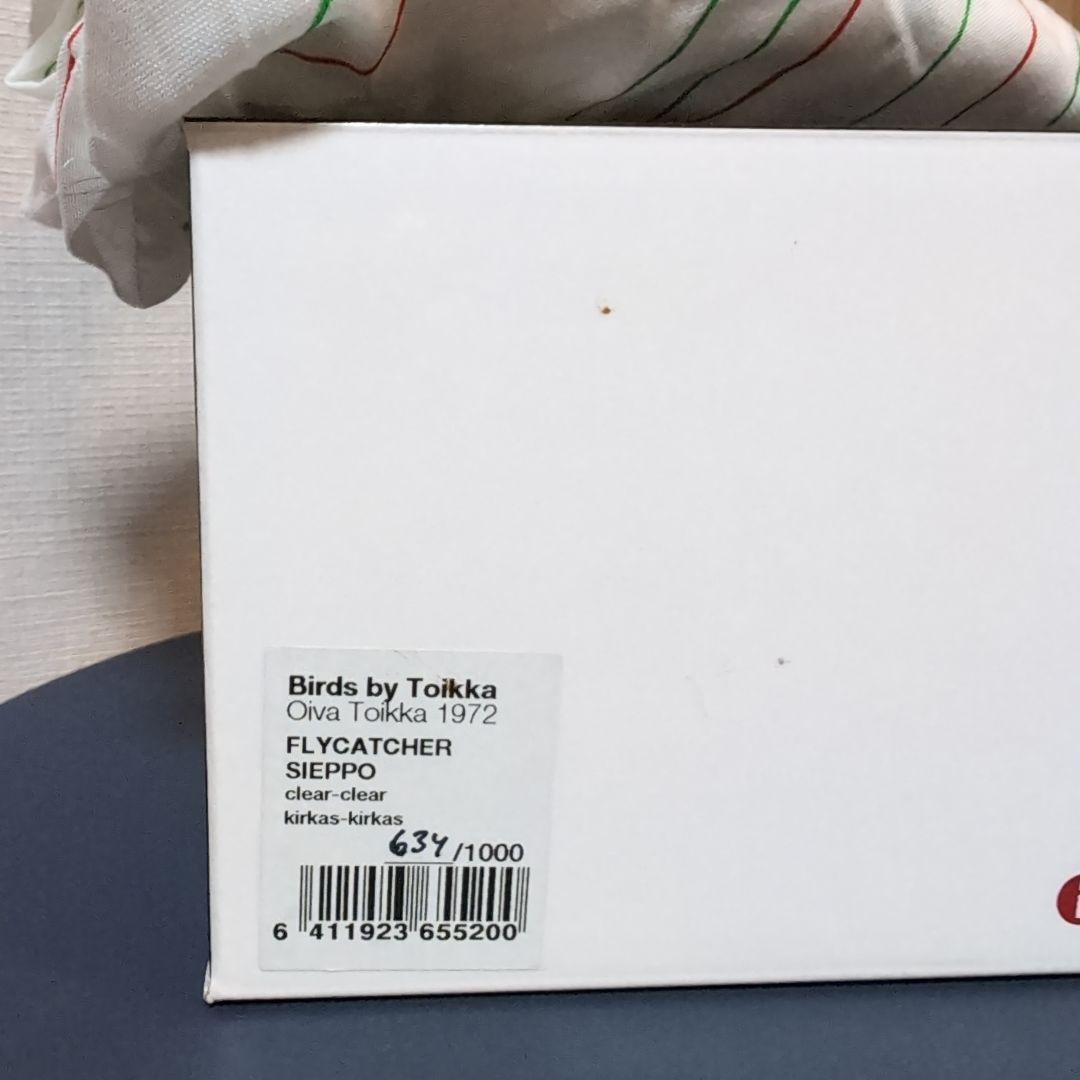 Birds by Toikka
Oiva Toikka 1972
FLYCATCHER
SIEPPO
clear-clear
kirkas-kirkas
634/1000
6 411923 655200